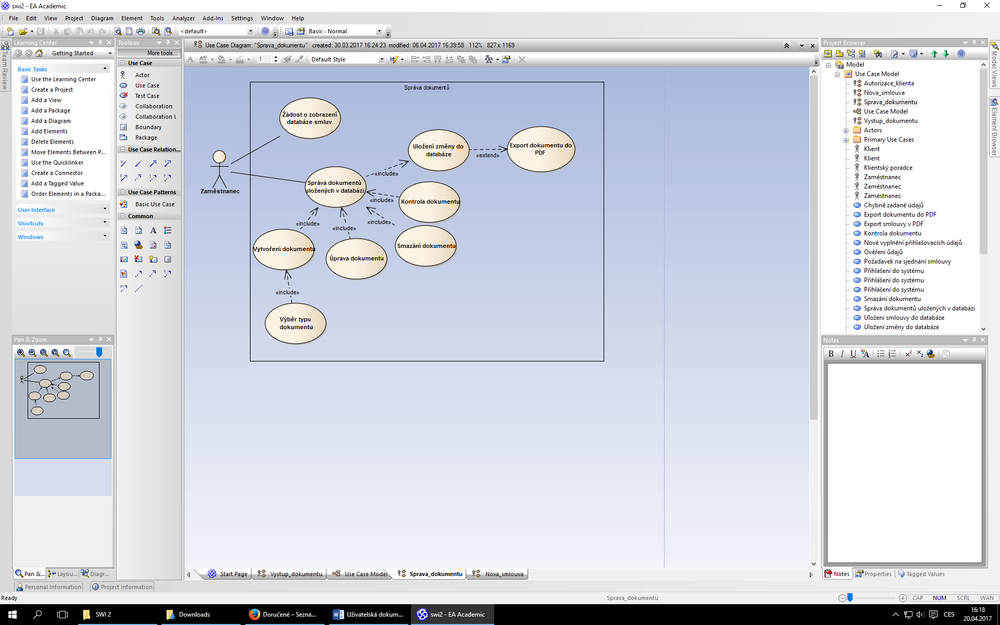 swi2 - EA Academic
File Edit View Project Diagram Element Tools Analyzer Add-Ins Settings Window Help
<default>
Basic - Normal
Team Review
Learning Center
Getting Started
Basic Tasks
Use the Learning Center
Create a Project
Add a View
Add a Package
Add a Diagram
Add Elements
Delete Elements
Move Elements Between P...
Use the Quicklinker
Create a Connector
Add a Tagged Value
Order Elements in a Packa...
User Interface
Shortcuts
Windows
Pan & Zoom
Pan &...
Layou...
Diagr...
Toolbox
More tools...
Use Case
Actor
Use Case
Test Case
Collaboration
Collaboration U
Boundary
Package
Use Case Relation...
Use Case Patterns
Basic Use Case
Common
Use Case Diagram: "Sprava_dokumentu" created: 30.03.2017 16:24:23 modified: 06.04.2017 16:39:58 112% 827 x 1169
1
Default Style
Správa dokumentů
Žádost o zobrazení
databáze smluv
Uložení změny do
databáze
«extend»
Export dokumentu do
PDF
Zaměstnanec
Správa dokumentů
uložených v databázi
«include»
Kontrola dokumentu
«include»
«include»
«include»
«include»
Vytvoření dokumentu
Úprava dokumentu
Smazání dokumentu
«include»
Výběr typu
dokumentu
Start Page
Vystup_dokumentu
Use Case Model
Sprava_dokumentu
Nova_smlouva
Project Browser
Model
Use Case Model
Autorizace_klienta
Nova_smlouva
Sprava_dokumentu
Use Case Model
Vystup_dokumentu
Actors
Primary Use Cases
Klient
Klient
Klientský poradce
Zaměstnanec
Zaměstnanec
Zaměstnanec
Chybně zadané údajů
Export dokumentu do PDF
Export smlouvy v PDF
Kontrola dokumentu
Nové vyplnění přihlašovacích údajů
Ověření údajů
Požadavek na sjednání smlouvy
Přihlášení do systému
Přihlášení do systému
Přihlášení do systému
Smazání dokumentu
Správa dokumentů uložených v databázi
Uložení smlouvy do databáze
Uložení změny do databáze
Notes
Notes
Properties
Tagged Values
Model Views
Element Browser
Personal Information
Project Information
Ready
Sprava_dokumentu
CAP NUM SCRL WAN
SWI 2
Downloads
Doručené – Sezna...
Uživatelská dokum...
swi2 - EA Academic
CES
16:18
20.04.2017